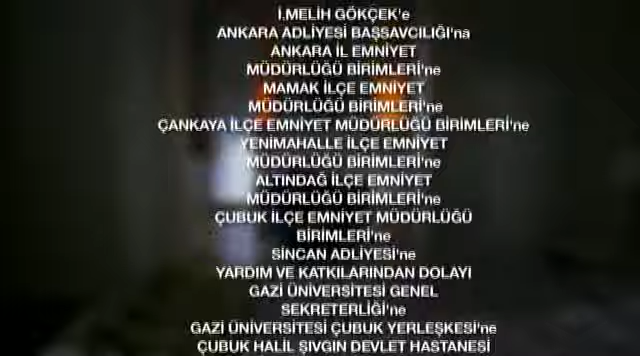 İ.MELİH GÖKÇEK'e
ANKARA ADLİYESİ BAŞSAVCILIĞI'na
ANKARA İL EMNİYET
MÜDÜRLÜĞÜ BİRİMLERİ'ne
MAMAK İLÇE EMNİYET
MÜDÜRLÜĞÜ BİRİMLERİ'ne
ÇANKAYA İLÇE EMNİYET MÜDÜRLÜĞÜ BİRİMLERİ'ne
YENİMAHALLE İLÇE EMNİYET
MÜDÜRLÜĞÜ BİRİMLERİ'ne
ALTINDAĞ İLÇE EMNİYET
MÜDÜRLÜĞÜ BİRİMLERİ'ne
ÇUBUK İLÇE EMNİYET MÜDÜRLÜĞÜ
BİRİMLERİ'ne
SİNCAN ADLİYESİ'ne
YARDIM VE KATKILARINDAN DOLAYI
GAZİ ÜNİVERSİTESİ GENEL
SEKRETERLİĞİ'ne
GAZİ ÜNİVERSİTESİ ÇUBUK YERLEŞKESİ'ne
ÇUBUK HALİL ŞIVGIN DEVLET HASTANESİ